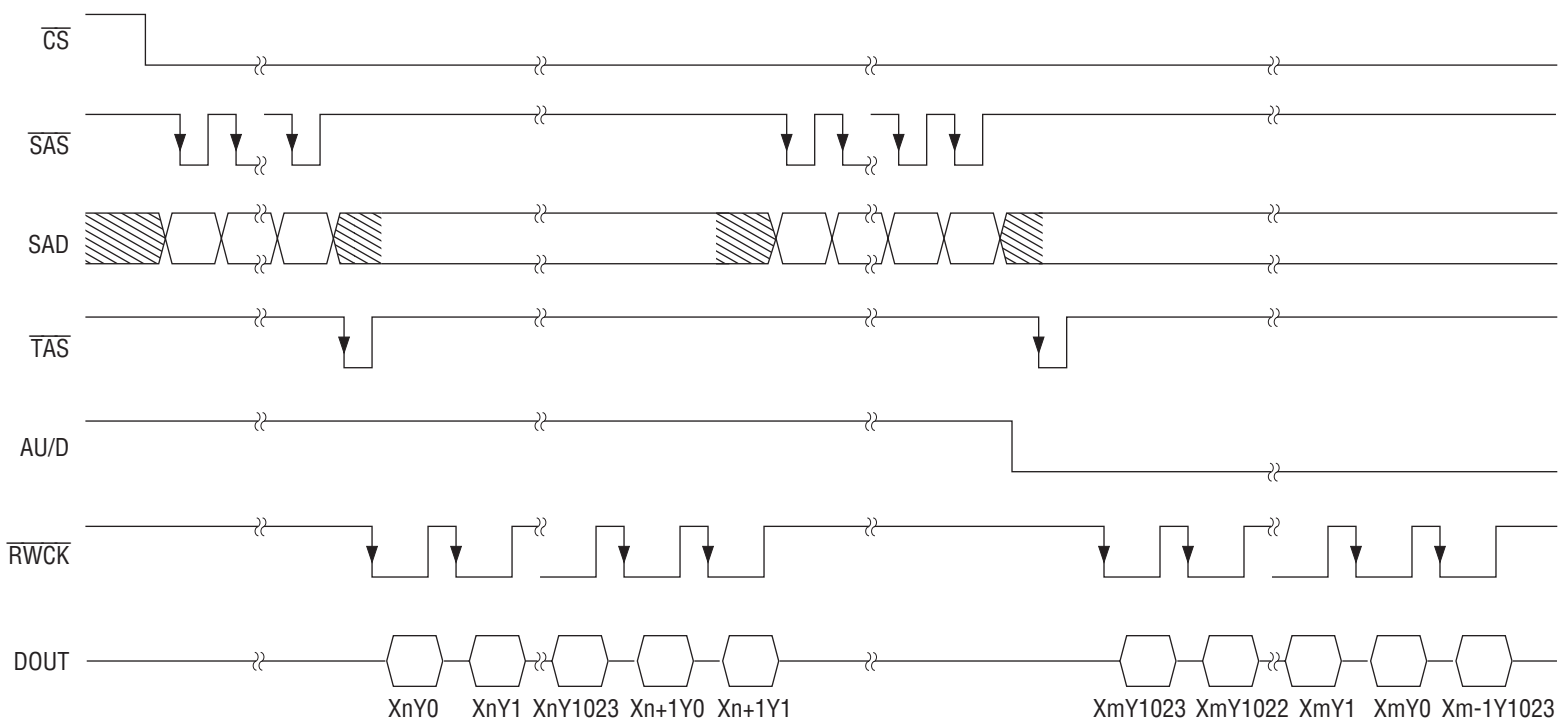 CS
SAS
SAD
TAS
AU/D
RWCK
DOUT
XnY0 XnY1 XnY1023 Xn+1Y0 Xn+1Y1 XmY1023 XmY1022 XmY1 XmY0 Xm-1Y1023